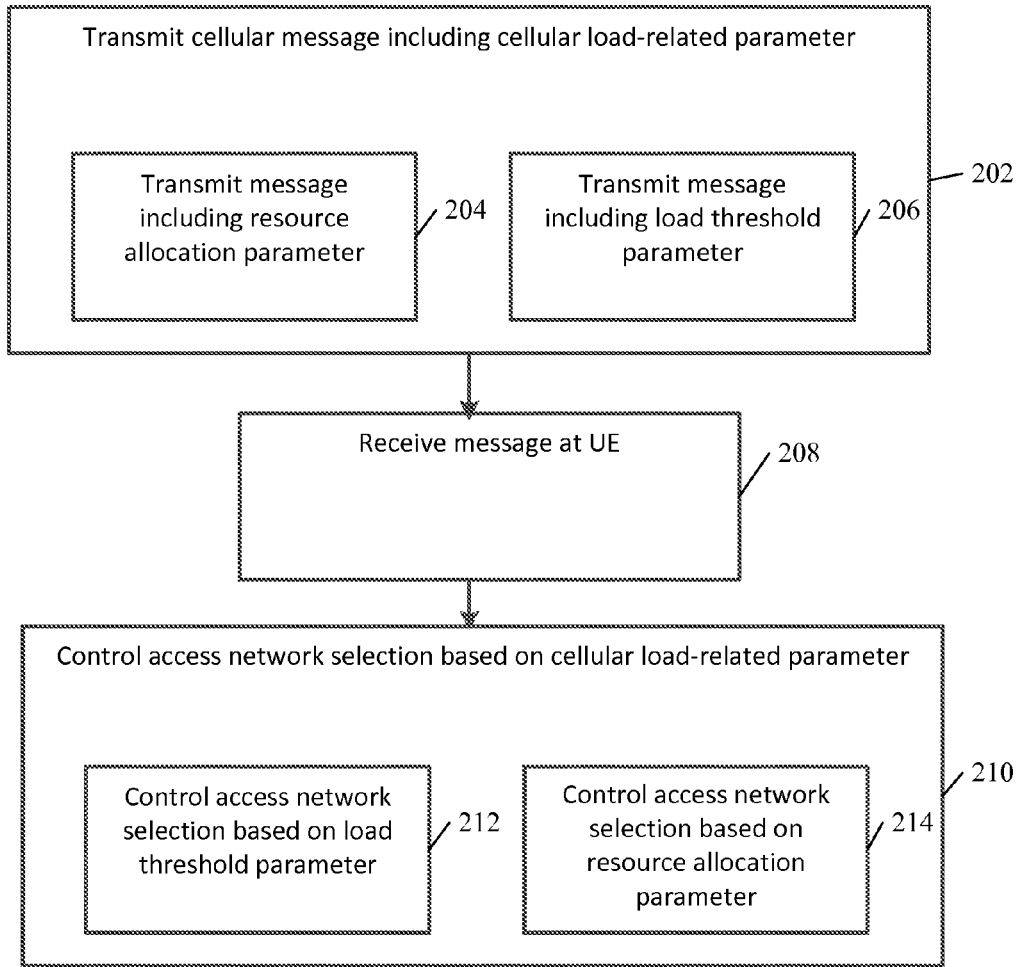 Transmit cellular message including cellular load-related parameter
Transmit message
including resource
allocation parameter
204
Transmit message
including load threshold
parameter
206
202
Receive message at UE
208
Control access network selection based on cellular load-related parameter
Control access network
selection based on load
threshold parameter
212
Control access network
selection based on
resource allocation
parameter
214
210